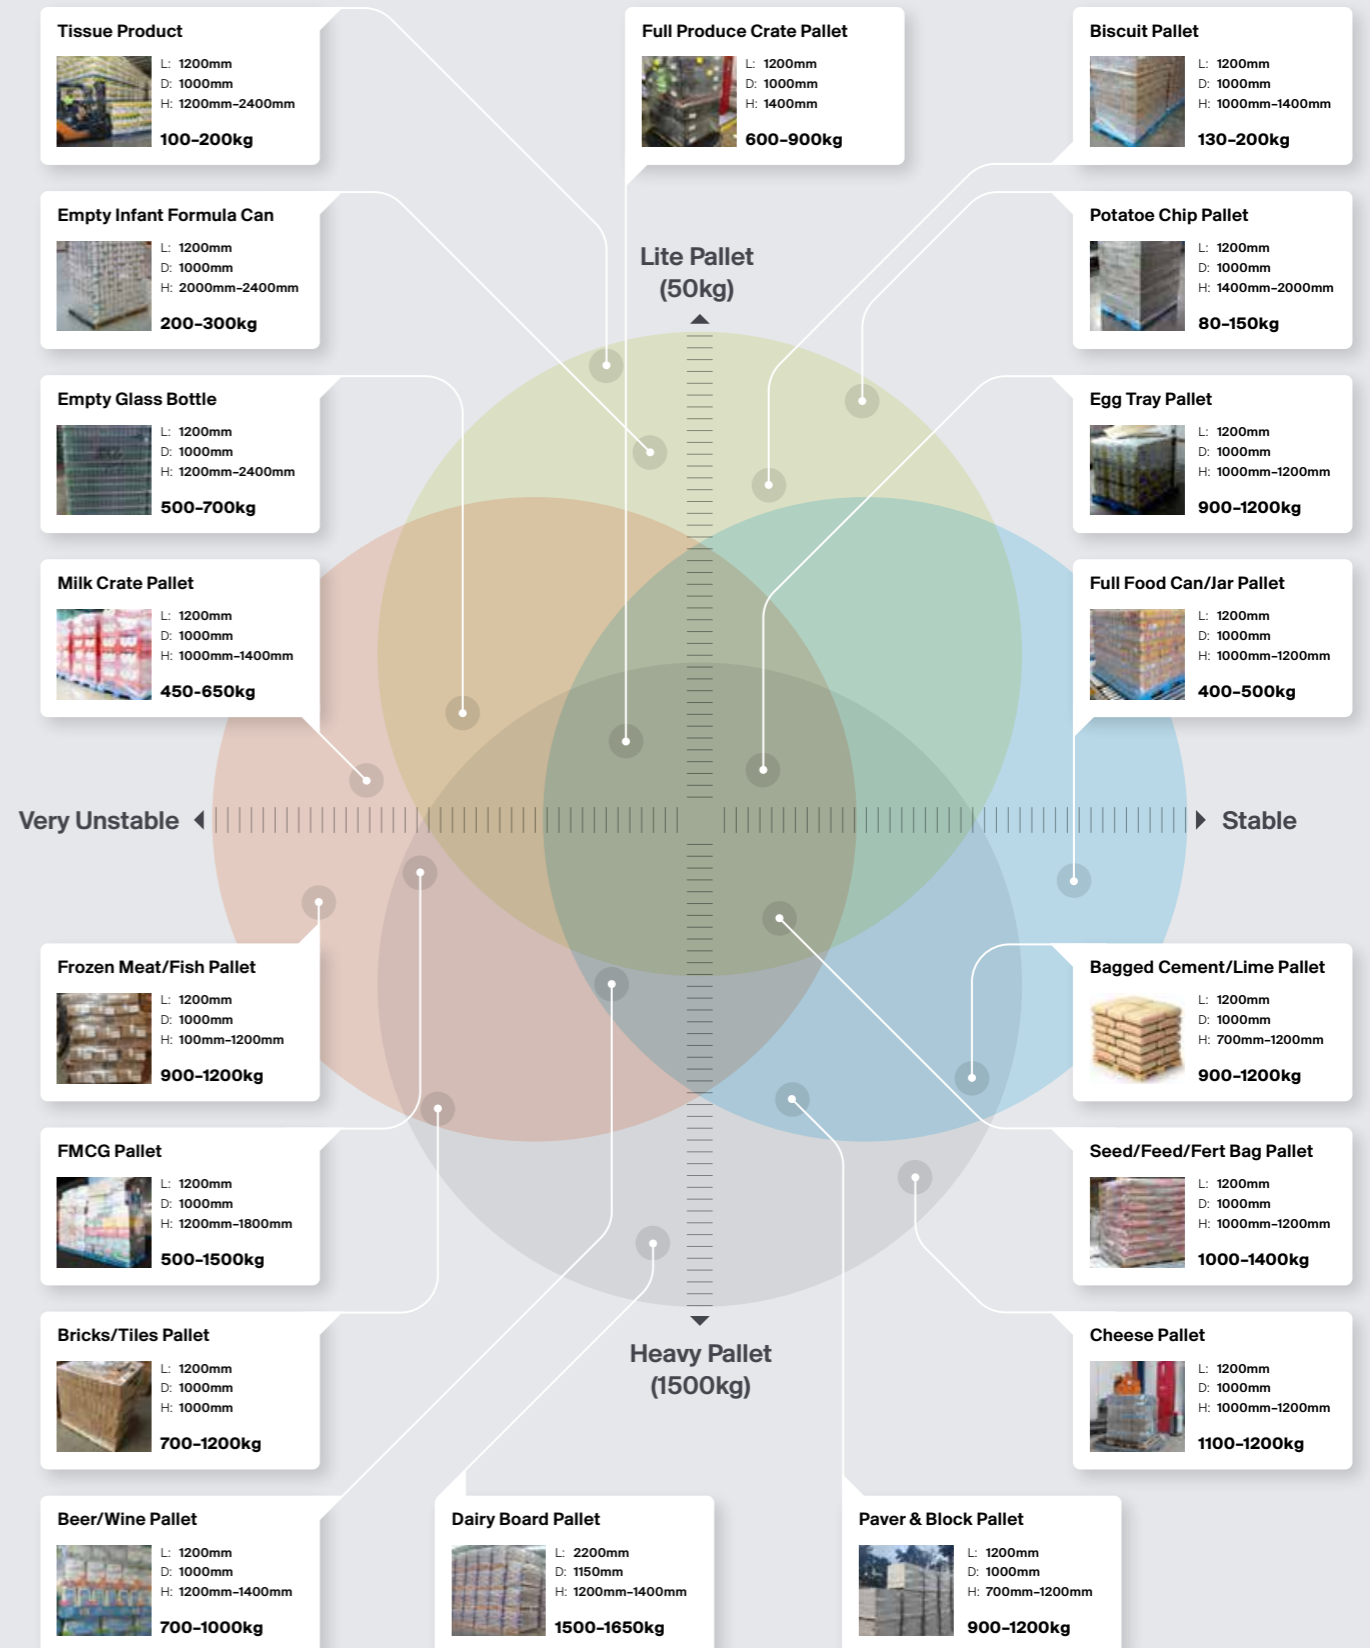 Tissue Product
L: 1200mm
D: 1000mm
H: 1200mm–2400mm
100–200kg
Full Produce Crate Pallet
L: 1200mm
D: 1000mm
H: 1400mm
600–900kg
Biscuit Pallet
L: 1200mm
D: 1000mm
H: 1000mm–1400mm
130–200kg
Empty Infant Formula Can
L: 1200mm
D: 1000mm
H: 2000mm–2400mm
200–300kg
Potatoe Chip Pallet
L: 1200mm
D: 1000mm
H: 1400mm–2000mm
80–150kg
Lite Pallet
(50kg)
Empty Glass Bottle
L: 1200mm
D: 1000mm
H: 1200mm–2400mm
500–700kg
Egg Tray Pallet
L: 1200mm
D: 1000mm
H: 1000mm–1200mm
900–1200kg
Milk Crate Pallet
L: 1200mm
D: 1000mm
H: 1000mm–1400mm
450-650kg
Full Food Can/Jar Pallet
L: 1200mm
D: 1000mm
H: 1000mm–1200mm
400–500kg
Very Unstable
Stable
Frozen Meat/Fish Pallet
L: 1200mm
D: 1000mm
H: 100mm–1200mm
900–1200kg
Bagged Cement/Lime Pallet
L: 1200mm
D: 1000mm
H: 700mm–1200mm
900–1200kg
FMCG Pallet
L: 1200mm
D: 1000mm
H: 1200mm–1800mm
500–1500kg
Seed/Feed/Fert Bag Pallet
L: 1200mm
D: 1000mm
H: 1000mm–1200mm
1000–1400kg
Bricks/Tiles Pallet
L: 1200mm
D: 1000mm
H: 1000mm
700–1200kg
Heavy Pallet
(1500kg)
Cheese Pallet
L: 1200mm
D: 1000mm
H: 1000mm–1200mm
1100–1200kg
Beer/Wine Pallet
L: 1200mm
D: 1000mm
H: 1200mm–1400mm
700–1000kg
Dairy Board Pallet
L: 2200mm
D: 1150mm
H: 1200mm–1400mm
1500–1650kg
Paver & Block Pallet
L: 1200mm
D: 1000mm
H: 700mm–1200mm
900–1200kg